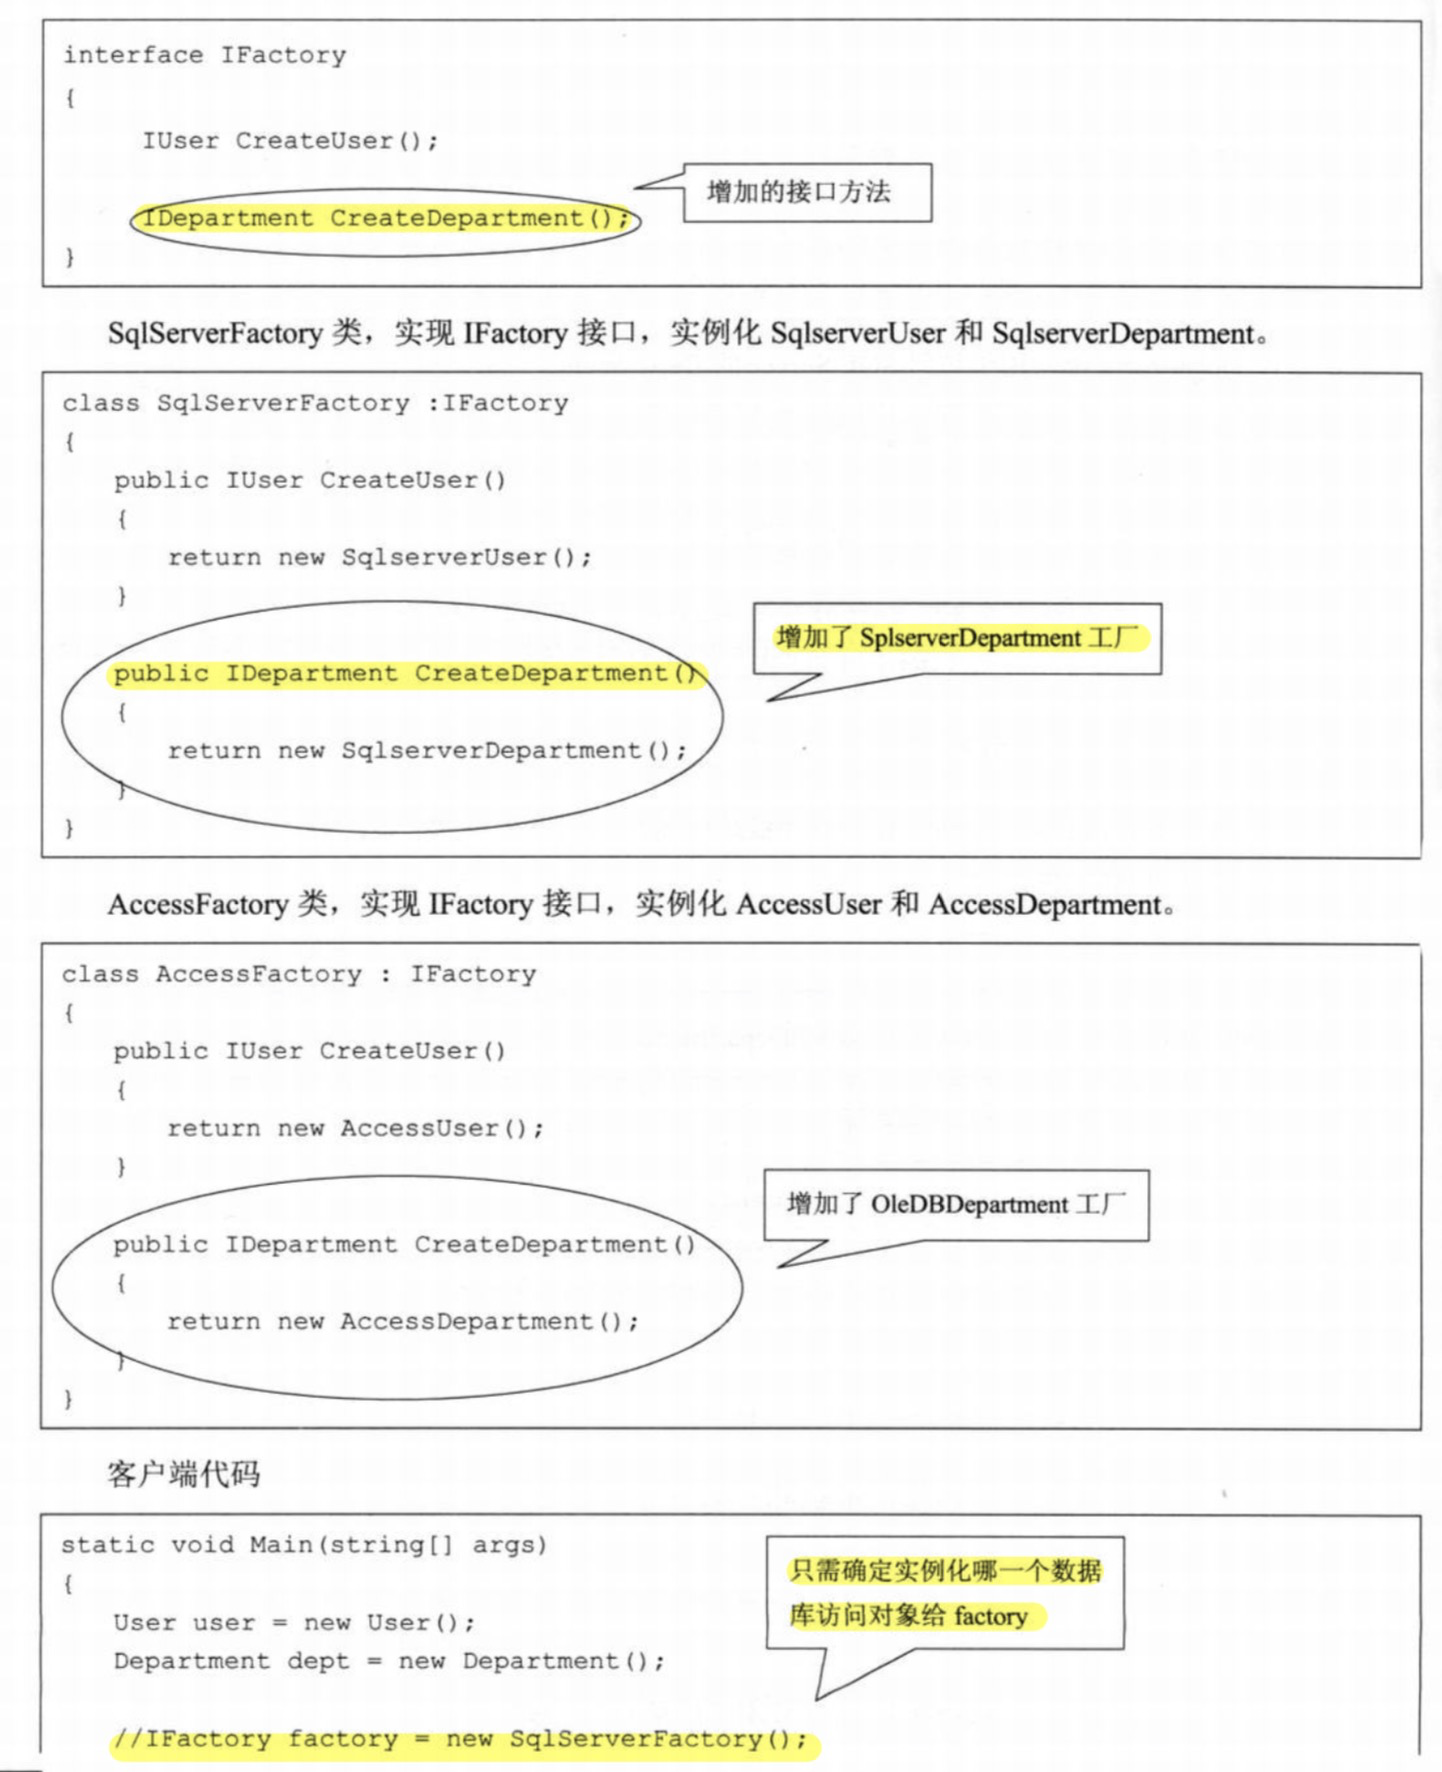 interface IFactory
{
IUser CreateUser();
增加的接口方法
IDepartment CreateDepartment();
}
SqlServerFactory 类，实现 IFactory 接口，实例化 SqlserverUser 和 SqlserverDepartment。
class SqlServerFactory :IFactory
{
public IUser CreateUser()
{
return new SqlserverUser();
}
增加了 SplserverDepartment 工厂
public IDepartment CreateDepartment()
{
return new SqlserverDepartment();
}
}
AccessFactory 类，实现 IFactory 接口，实例化 AccessUser 和 AccessDepartment。
class AccessFactory : IFactory
{
public IUser CreateUser()
{
return new AccessUser();
}
增加了 OleDBDepartment 工厂
public IDepartment CreateDepartment()
{
return new AccessDepartment();
}
}
客户端代码
static void Main(string[] args)
{
只需确定实例化哪一个数据
库访问对象给 factory
User user = new User();
Department dept = new Department();
//IFactory factory = new SqlServerFactory();